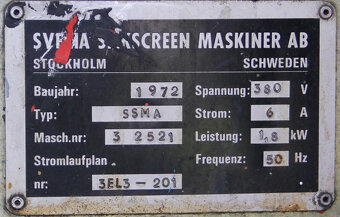 SILKSCREEN MASKINER AB
STOCKHOLM SCHWEDEN
Baujahr: 1972 Spannung: 380 V
Typ: SSMA Strom: 6 A
Masch.nr: 3 2521 Leistung: 1,8 kW
Stromlaufplan Frequenz: 50 Hz
nr: 3EL3-201